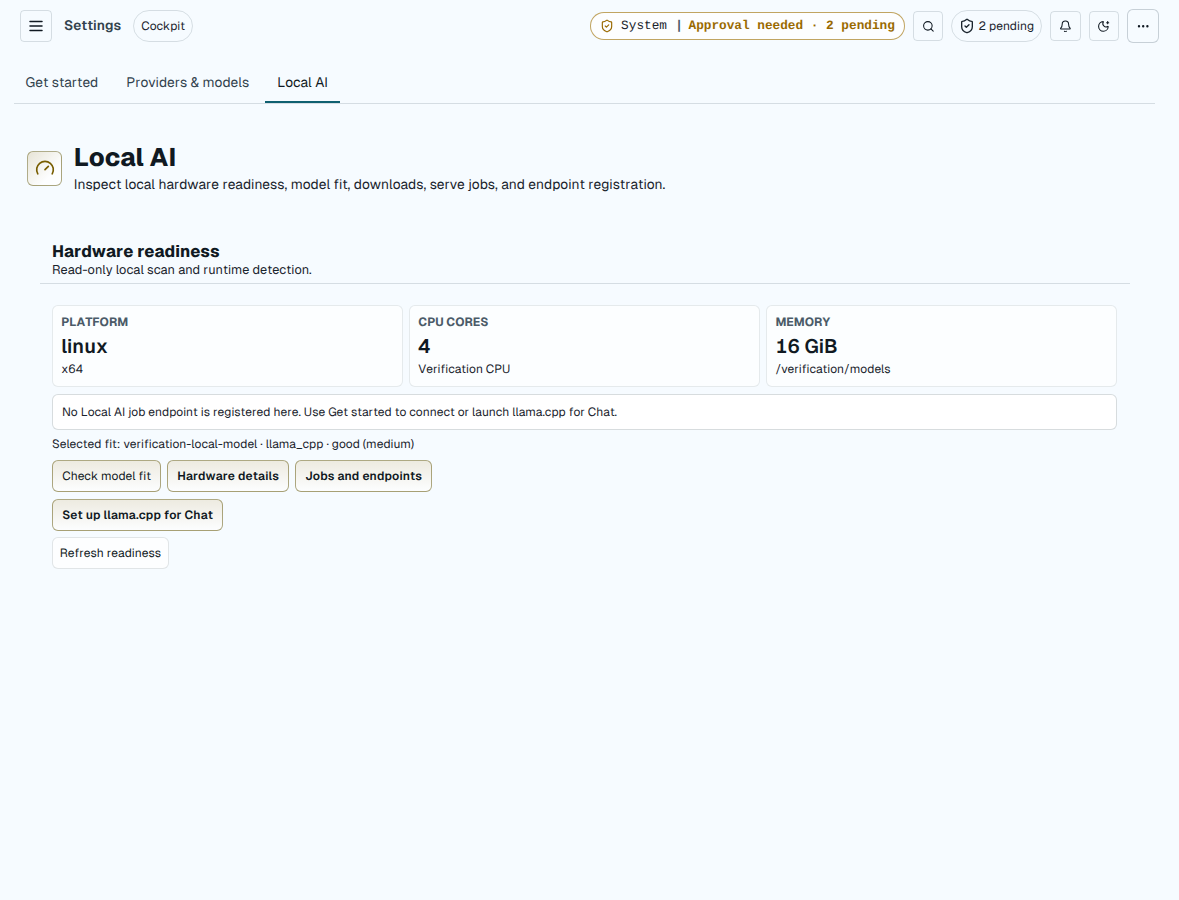 Settings
Cockpit
System | Approval needed · 2 pending
2 pending
Get started
Providers & models
Local AI
Local AI
Inspect local hardware readiness, model fit, downloads, serve jobs, and endpoint registration.
Hardware readiness
Read-only local scan and runtime detection.
PLATFORM
linux
x64
CPU CORES
4
Verification CPU
MEMORY
16 GiB
/verification/models
No Local AI job endpoint is registered here. Use Get started to connect or launch llama.cpp for Chat.
Selected fit: verification-local-model · llama_cpp · good (medium)
Check model fit
Hardware details
Jobs and endpoints
Set up llama.cpp for Chat
Refresh readiness